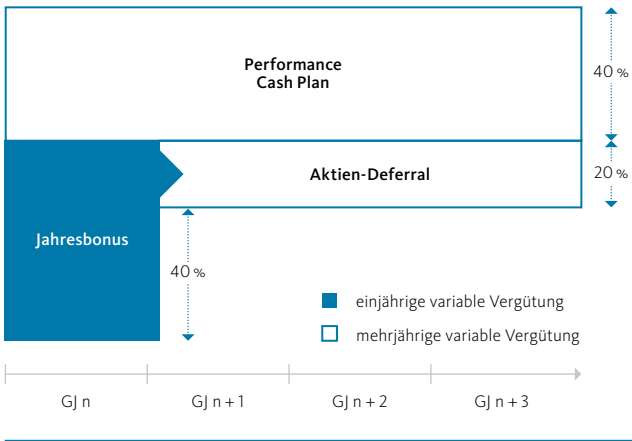 Performance
Cash Plan
40 %
Aktien-Deferral
20 %
Jahresbonus
40 %
einjährige variable Vergütung
mehrjährige variable Vergütung
GJ n
GJ n + 1
GJ n + 2
GJ n + 3